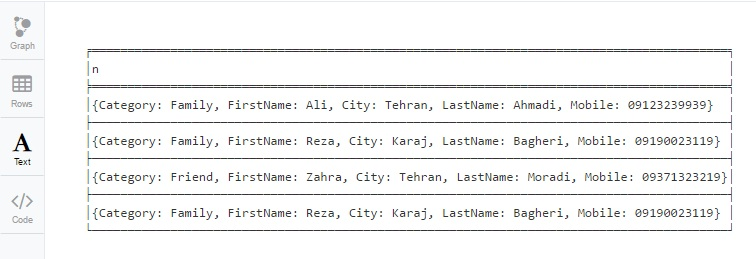 Graph
Rows
A
Text
</>
Code
n
{Category: Family, FirstName: Ali, City: Tehran, LastName: Ahmadi, Mobile: 09123239939}
{Category: Family, FirstName: Reza, City: Karaj, LastName: Bagheri, Mobile: 09190023119}
{Category: Friend, FirstName: Zahra, City: Tehran, LastName: Moradi, Mobile: 09371323219}
{Category: Family, FirstName: Reza, City: Karaj, LastName: Bagheri, Mobile: 09190023119}